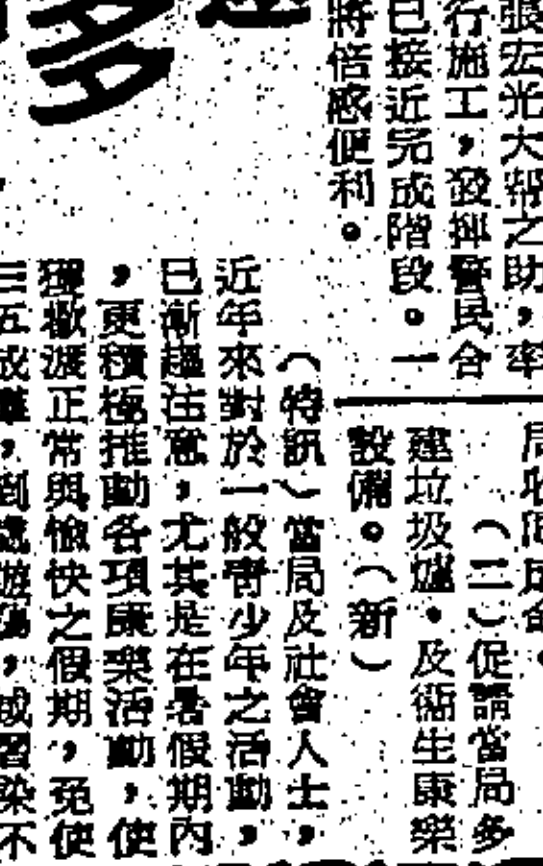 多
張宏光大帮之助,率
行施工,發揮警民合
已接近完成階段。一
將倍感便利。
(二)促請當局多
建垃圾爐。及衞生康樂
設備。(新)
(特訊)當局及社會人士,
近年來對於一般青少年之活動,
已漸趨注意,尤其是在暑假期內
,更積極推動各項康樂活動,使
獲歡渡正常與愉快之假期,免使
三五成羣,到處遊蕩,或習染不